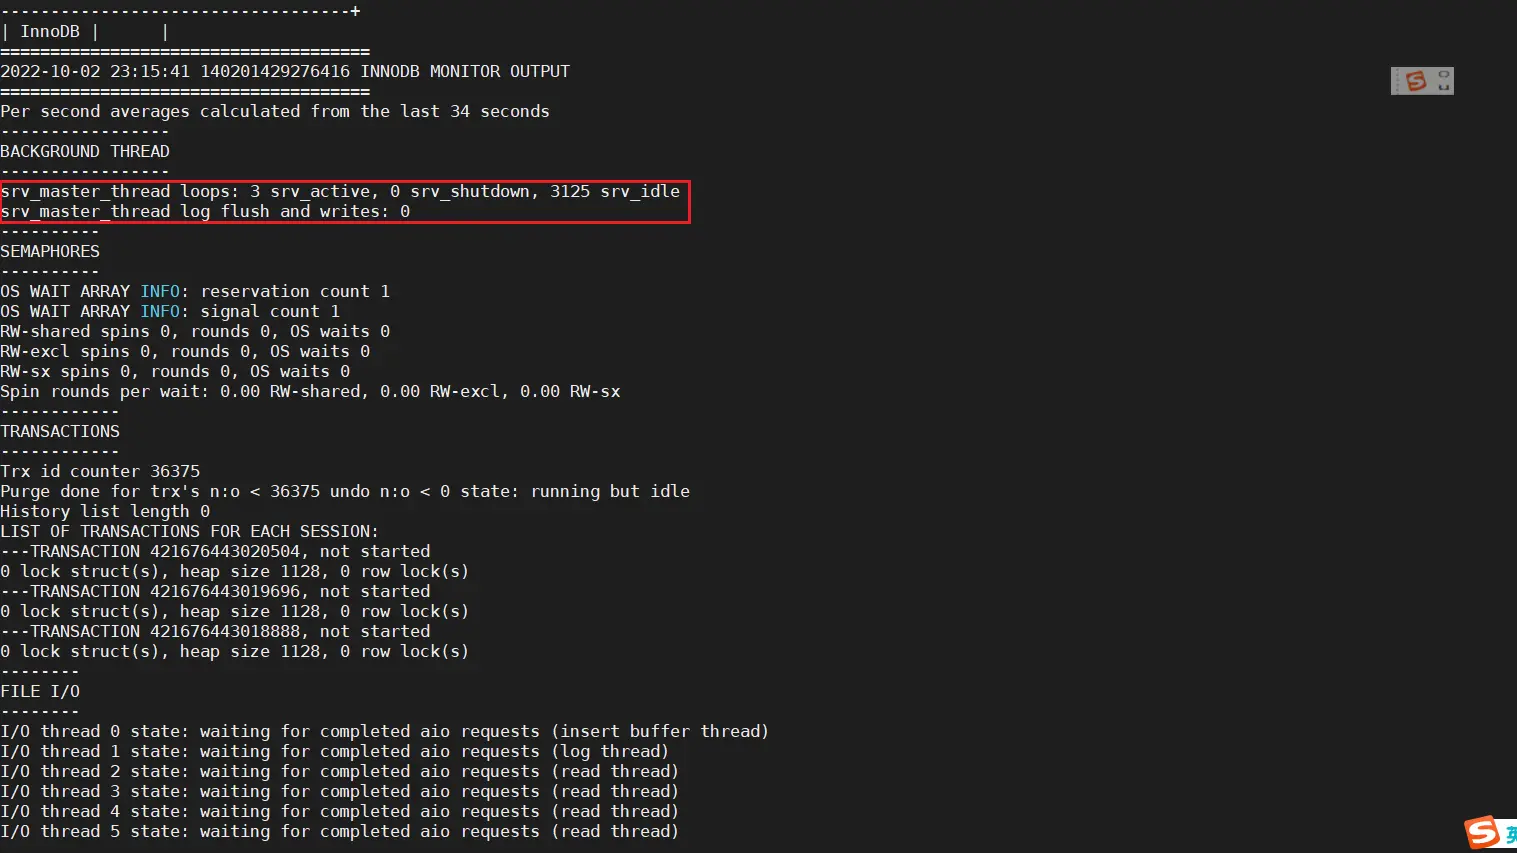 -----------------------------------+
| InnoDB |      |
=====================================
2022-10-02 23:15:41 140201429276416 INNODB MONITOR OUTPUT
=====================================
Per second averages calculated from the last 34 seconds
-----------------
BACKGROUND THREAD
-----------------
srv_master_thread loops: 3 srv_active, 0 srv_shutdown, 3125 srv_idle
srv_master_thread log flush and writes: 0
----------
SEMAPHORES
----------
OS WAIT ARRAY INFO: reservation count 1
OS WAIT ARRAY INFO: signal count 1
RW-shared spins 0, rounds 0, OS waits 0
RW-excl spins 0, rounds 0, OS waits 0
RW-sx spins 0, rounds 0, OS waits 0
Spin rounds per wait: 0.00 RW-shared, 0.00 RW-excl, 0.00 RW-sx
------------
TRANSACTIONS
------------
Trx id counter 36375
Purge done for trx's n:o < 36375 undo n:o < 0 state: running but idle
History list length 0
LIST OF TRANSACTIONS FOR EACH SESSION:
---TRANSACTION 421676443020504, not started
0 lock struct(s), heap size 1128, 0 row lock(s)
---TRANSACTION 421676443019696, not started
0 lock struct(s), heap size 1128, 0 row lock(s)
---TRANSACTION 421676443018888, not started
0 lock struct(s), heap size 1128, 0 row lock(s)
--------
FILE I/O
--------
I/O thread 0 state: waiting for completed aio requests (insert buffer thread)
I/O thread 1 state: waiting for completed aio requests (log thread)
I/O thread 2 state: waiting for completed aio requests (read thread)
I/O thread 3 state: waiting for completed aio requests (read thread)
I/O thread 4 state: waiting for completed aio requests (read thread)
I/O thread 5 state: waiting for completed aio requests (read thread)